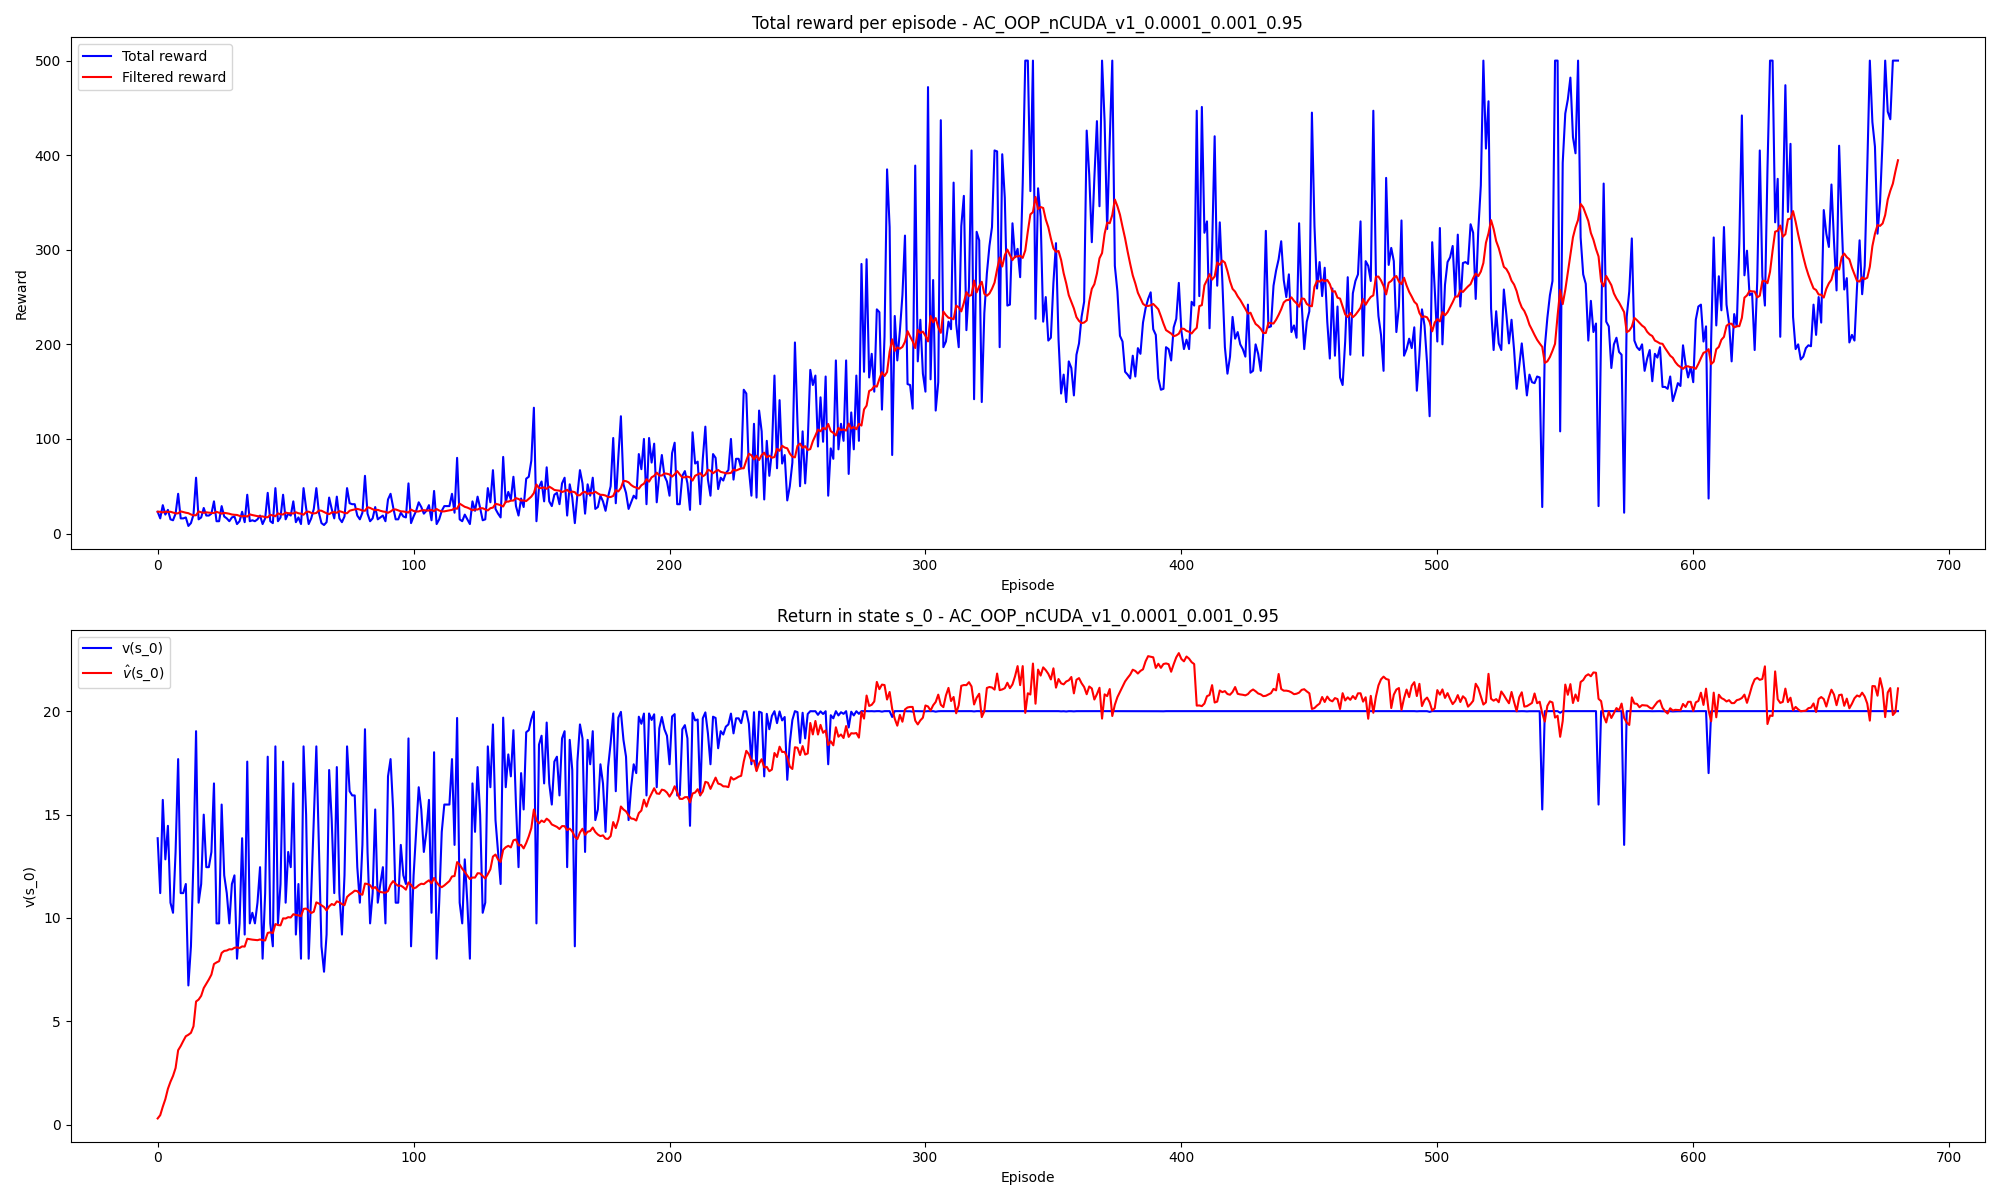 Total reward per episode - AC_OOP_nCUDA_v1_0.0001_0.001_0.95
500
400
300
200
100
0
Reward
Total reward
Filtered reward
0 100 200 300 400 500 600 700
Episode
Return in state s_0 - AC_OOP_nCUDA_v1_0.0001_0.001_0.95
20
15
10
5
0
v(s_0)
v(s_0)
v̂(s_0)
0 100 200 300 400 500 600 700
Episode